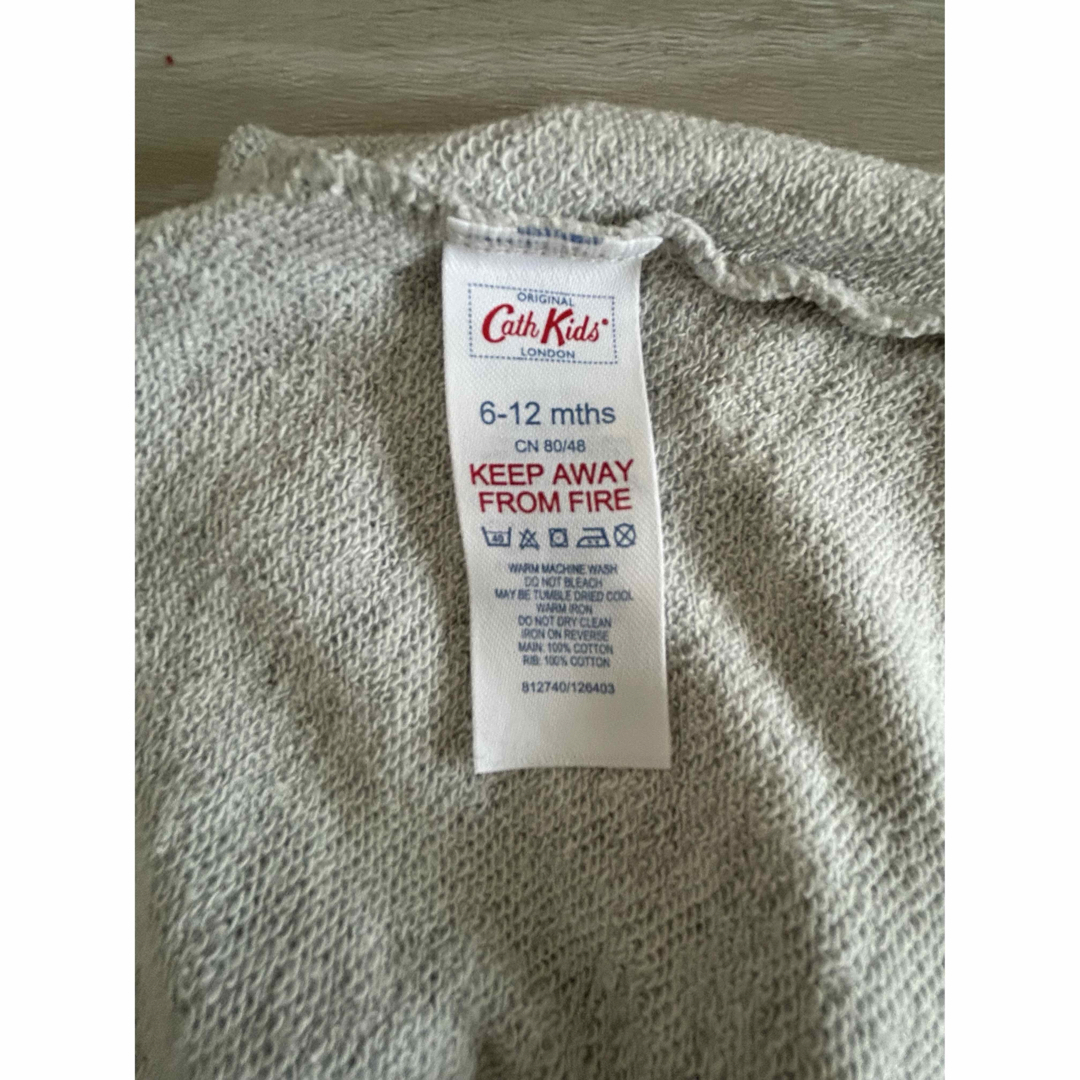 ORIGINAL
Cath Kids
LONDON
6-12 mths
CN 80/48
KEEP AWAY
FROM FIRE
40
WARM MACHINE WASH
DO NOT BLEACH
MAY BE TUMBLE DRIED COOL
WARM IRON
DO NOT DRY CLEAN
IRON ON REVERSE
MAIN: 100% COTTON
RIB: 100% COTTON
812740/126403